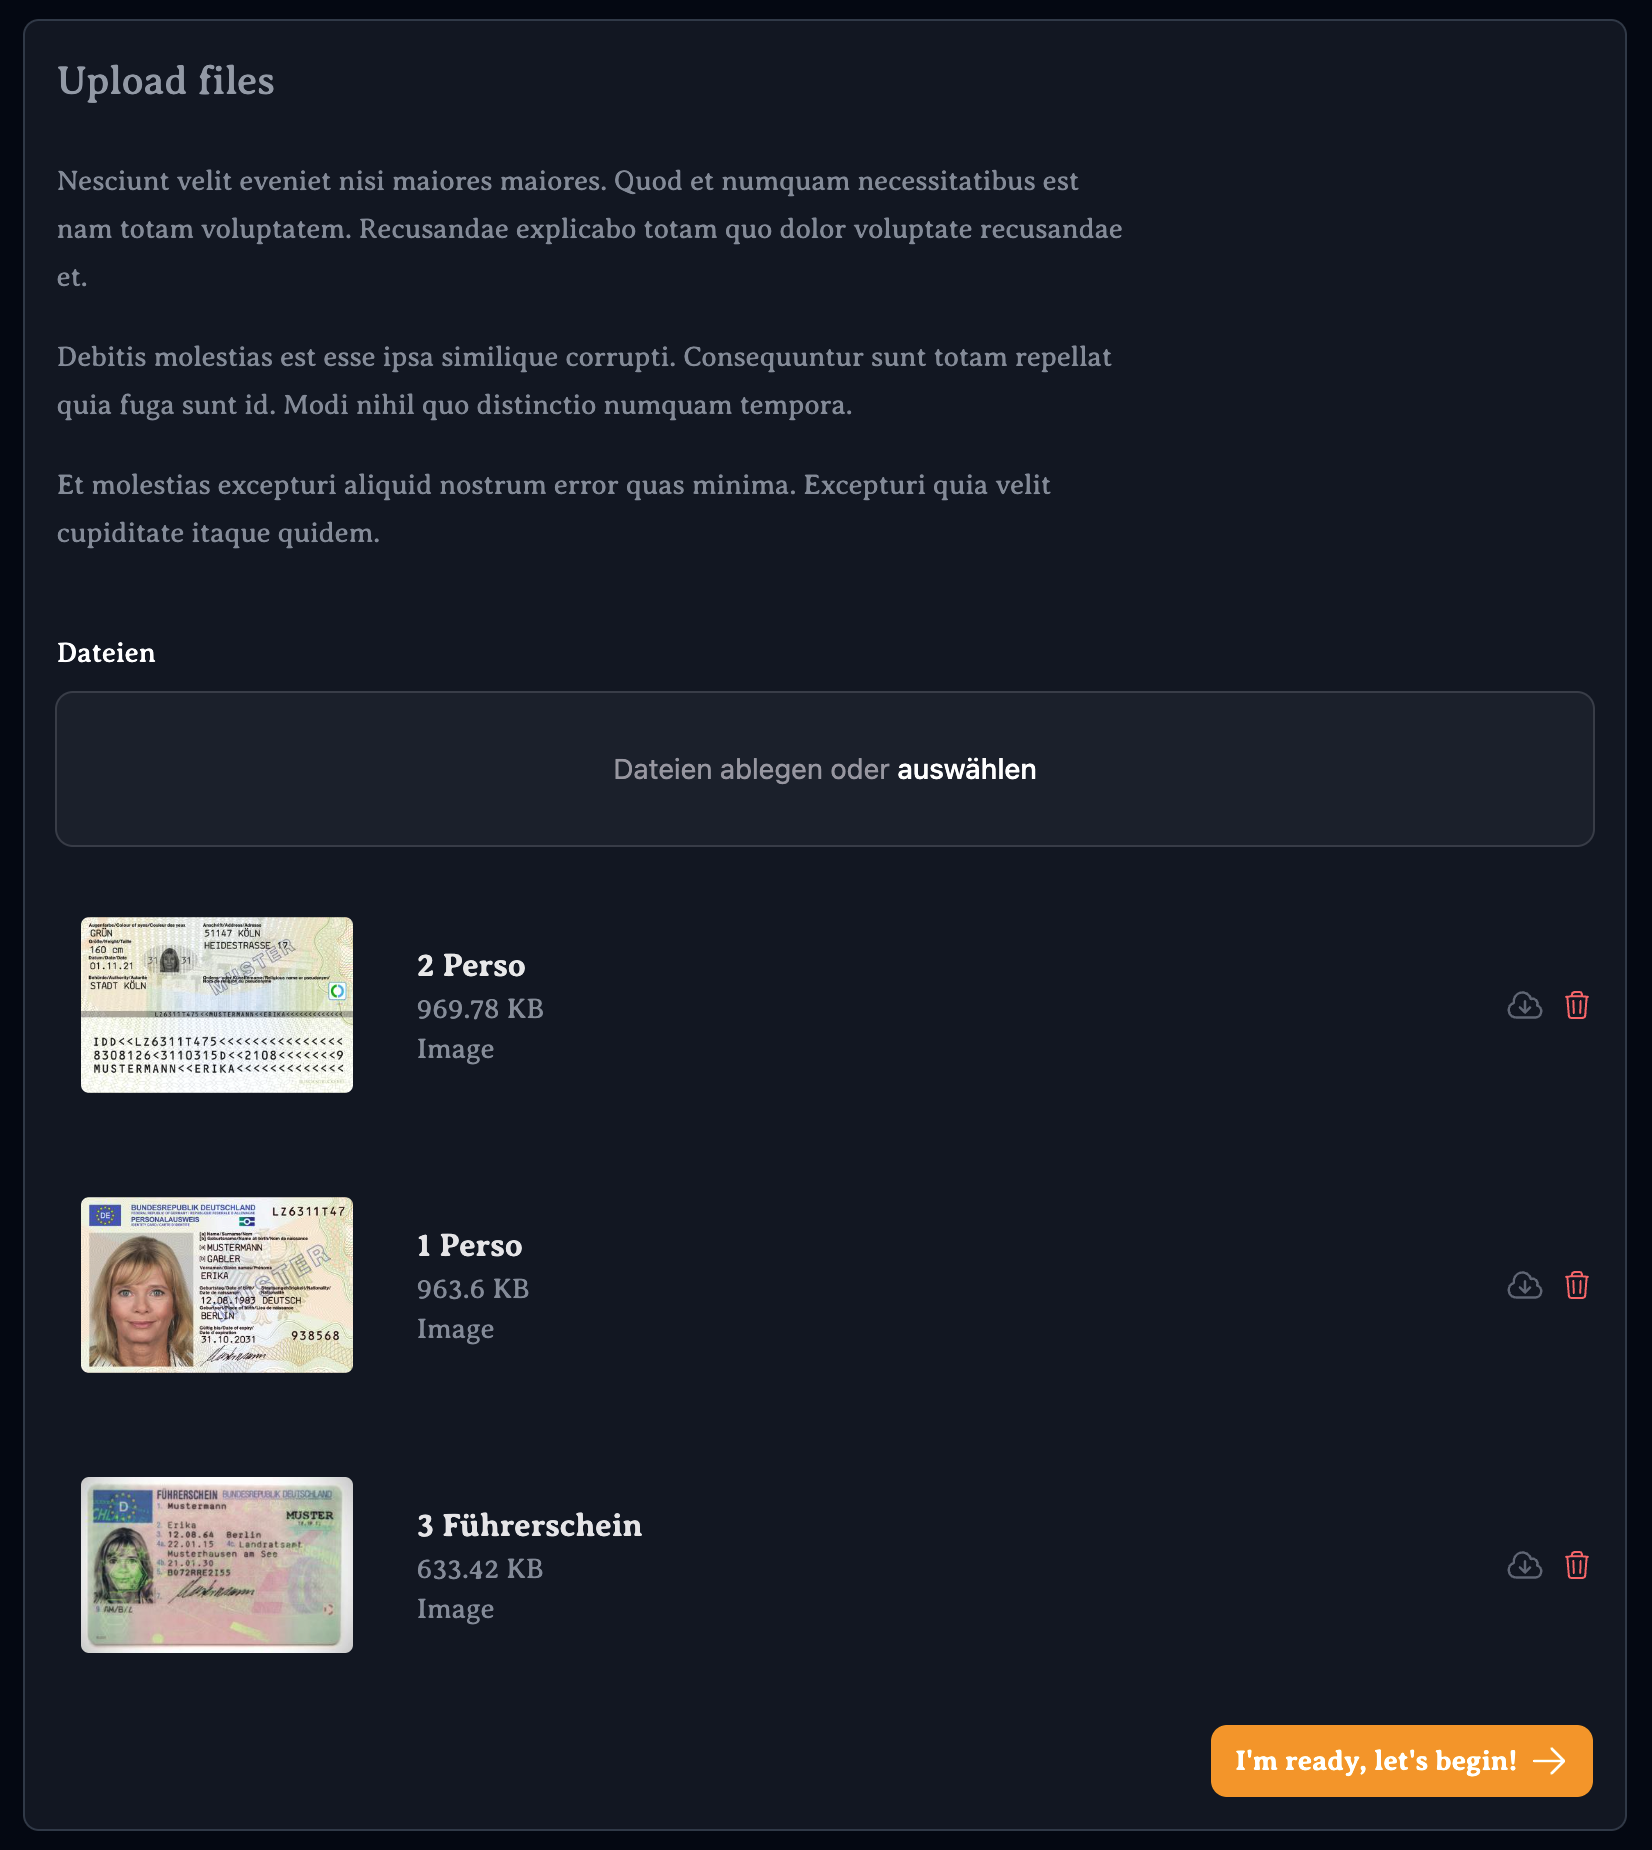 Upload files
Nesciunt velit eveniet nisi maiores maiores. Quod et numquam necessitatibus est
nam totam voluptatem. Recusandae explicabo totam quo dolor voluptate recusandae
et.
Debitis molestias est esse ipsa similique corrupti. Consequuntur sunt totam repellat
quia fuga sunt id. Modi nihil quo distinctio numquam tempora.
Et molestias excepturi aliquid nostrum error quas minima. Excepturi quia velit
cupiditate itaque quidem.
Dateien
Dateien ablegen oder auswählen
GRÜN
160 cm
01.11.21
STADT KÖLN
51147 KÖLN
HEIDESTRASSE 17
MUSTER
IDD<<LZ6311T475<<<<<<<<<<<<<<<
8308126<3110315D<<2108<<<<<<<9
MUSTERMANN<<ERIKA<<<<<<<<<<<<<
2 Perso
969.78 KB
Image
DE
BUNDESREPUBLIK DEUTSCHLAND
PERSONALAUSWEIS
LZ6311T47
MUSTERMANN
GABLER
ERIKA
12.08.1983 DEUTSCH
BERLIN
31.10.2031
938568
MUSTER
1 Perso
963.6 KB
Image
D
FÜHRERSCHEIN BUNDESREPUBLIK DEUTSCHLAND
1. Mustermann
MUSTER
2. Erika
3. 12.08.64 Berlin
4a. 22.01.15 4c. Landratsamt
Musterhausen am See
4b. 21.01.30
5. B072RRE2I55
9. AM/B/L
3 Führerschein
633.42 KB
Image
I'm ready, let's begin!